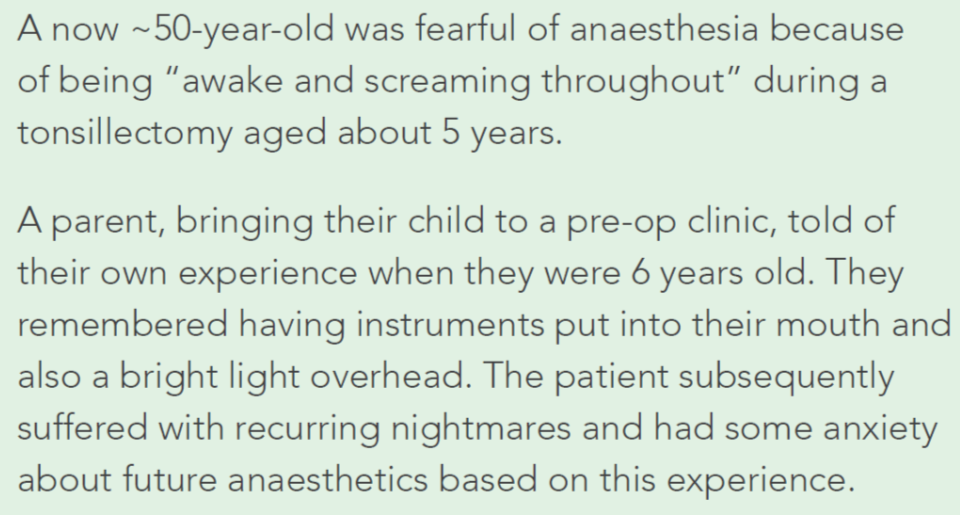 A now ~50-year-old was fearful of anaesthesia because
of being “awake and screaming throughout” during a
tonsillectomy aged about 5 years.
A parent, bringing their child to a pre-op clinic, told of
their own experience when they were 6 years old. They
remembered having instruments put into their mouth and
also a bright light overhead. The patient subsequently
suffered with recurring nightmares and had some anxiety
about future anaesthetics based on this experience.